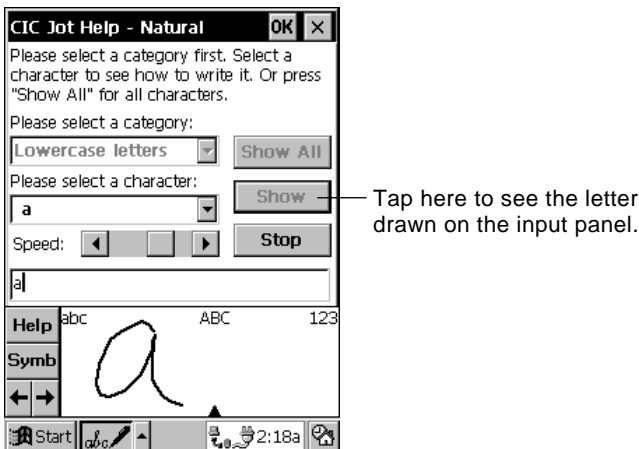 CIC Jot Help - Natural OK ×
Please select a category first. Select a
character to see how to write it. Or press
"Show All" for all characters.
Please select a category:
Lowercase letters Show All
Please select a character:
a Show
Tap here to see the letter
drawn on the input panel.
Speed: Stop
a
Help abc ABC 123
Symb
a
Start abc 2:18a